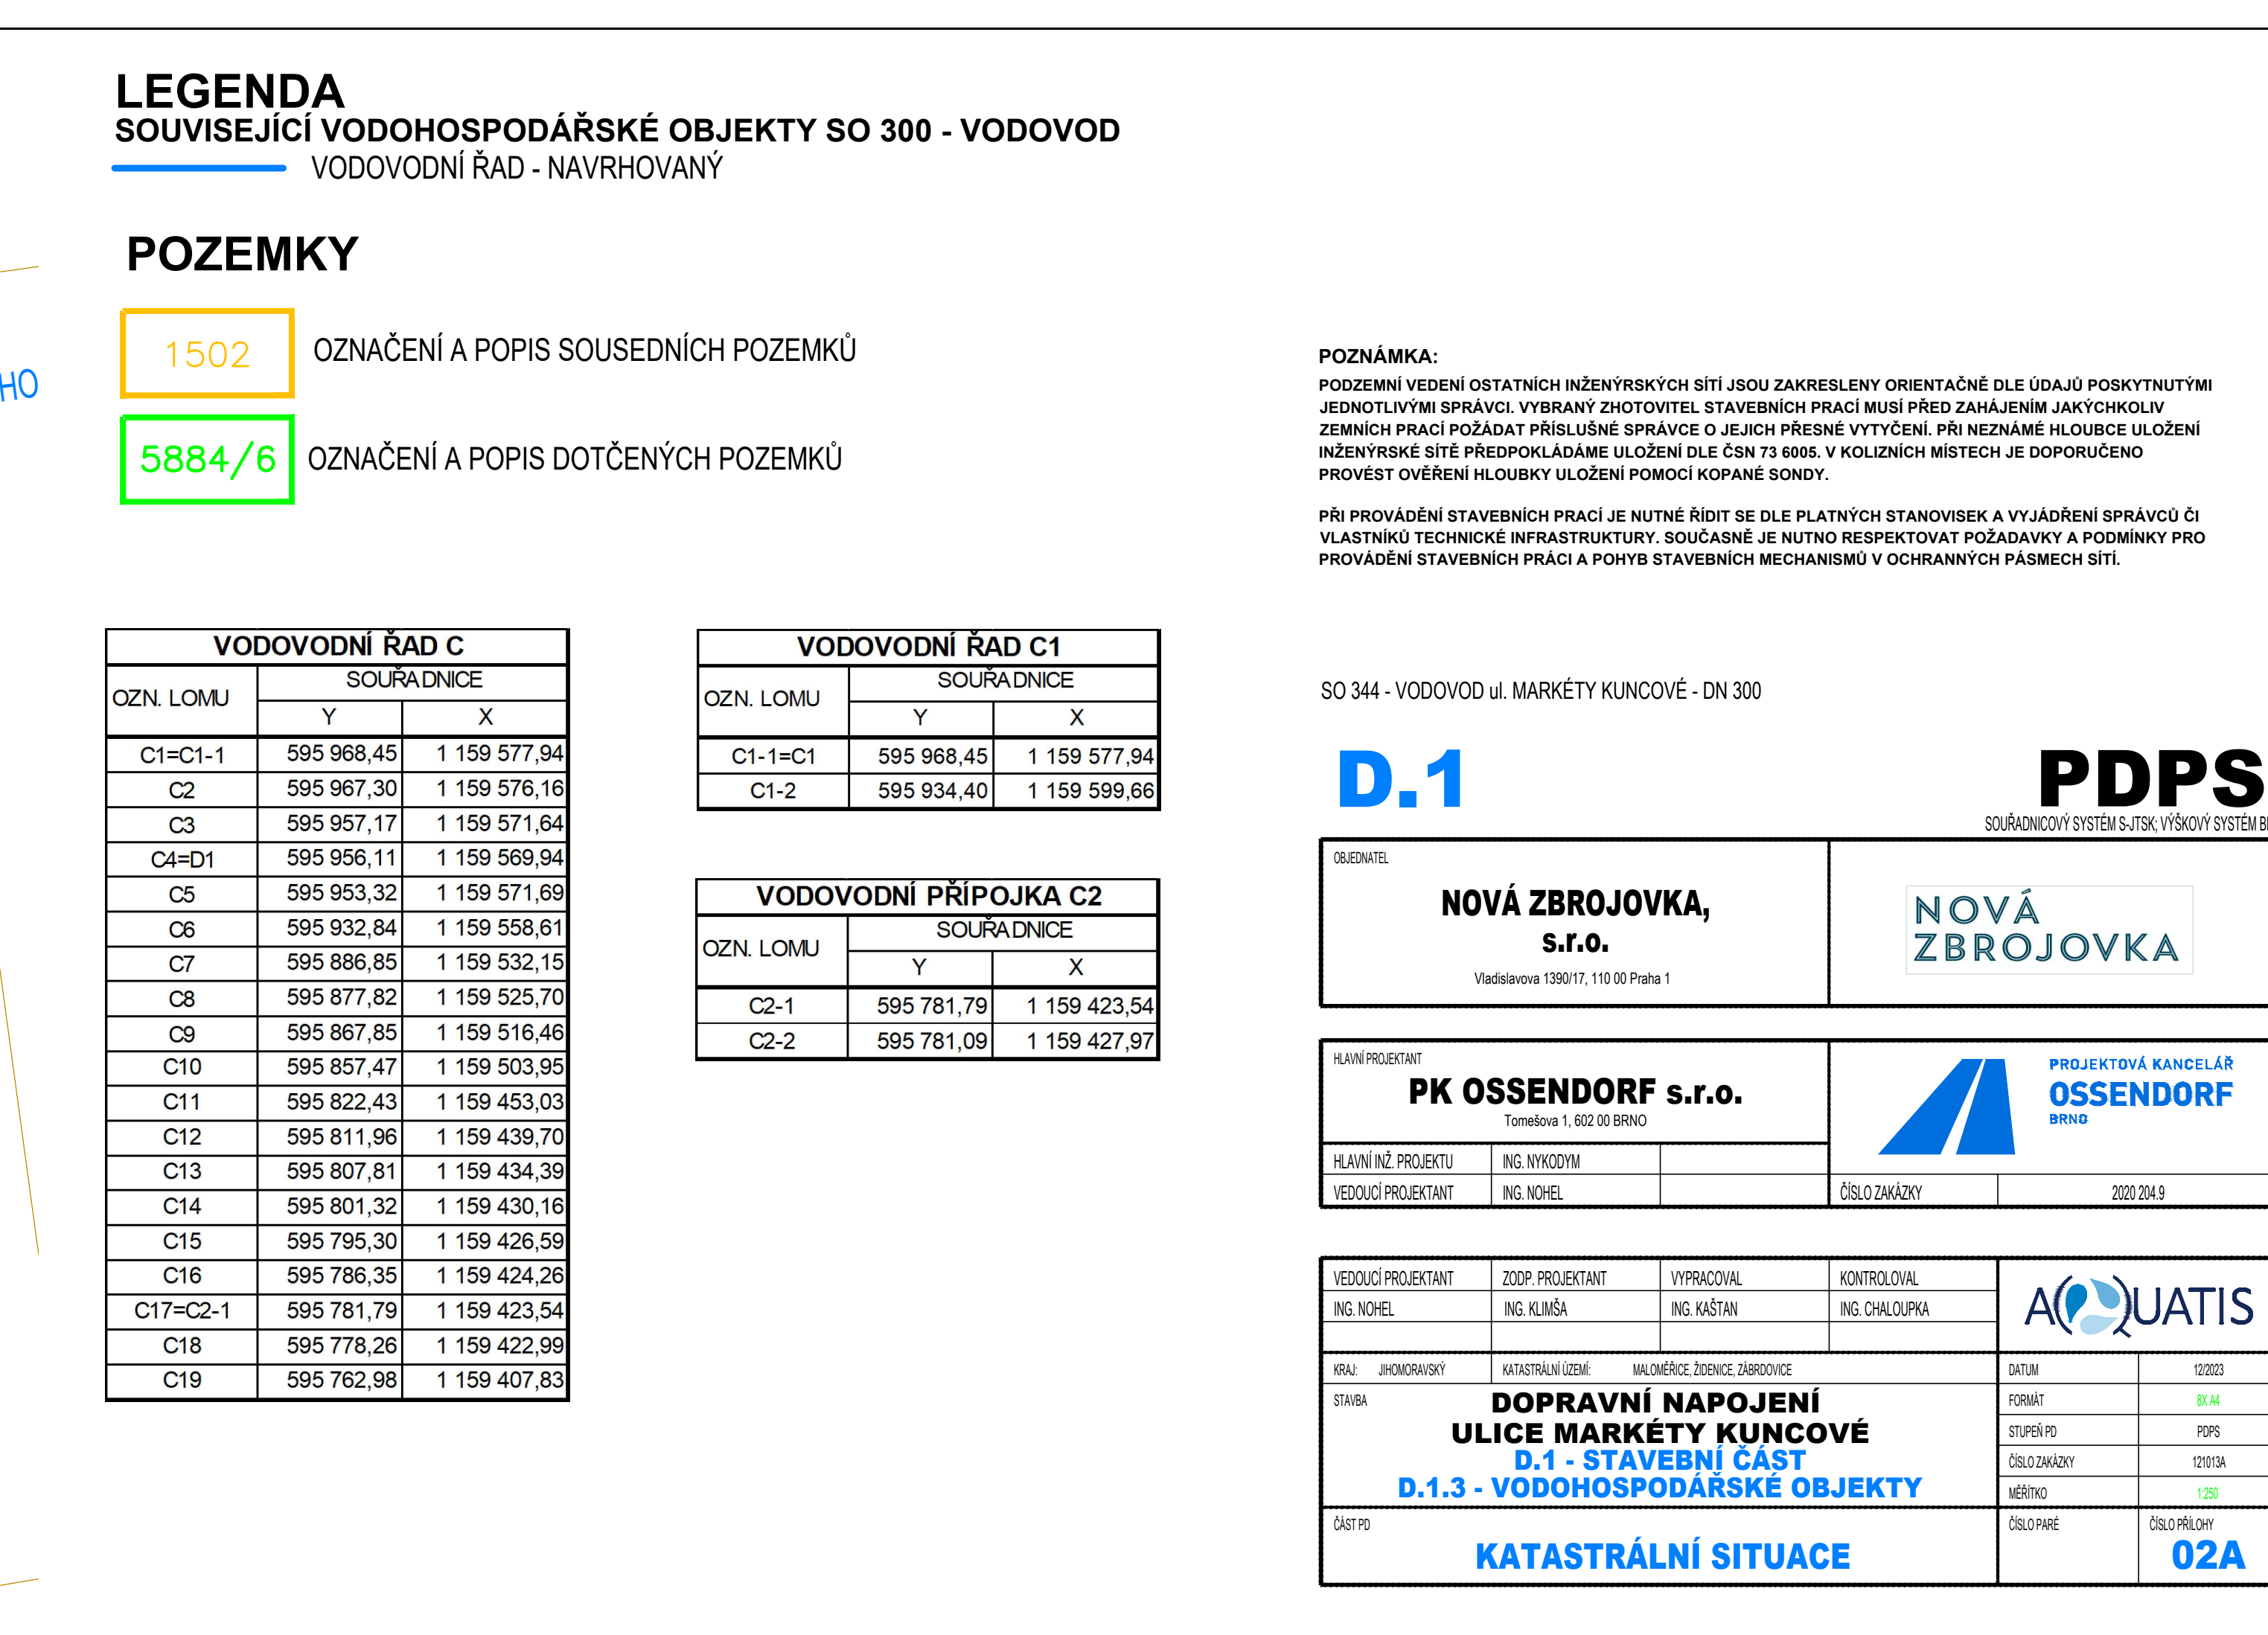 LEGENDA
SOUVISEJÍCÍ VODOHOSPODÁŘSKÉ OBJEKTY SO 300 - VODOVOD
VODOVODNÍ ŘAD - NAVRHOVANÝ
POZEMKY
1502 OZNAČENÍ A POPIS SOUSEDNÍCH POZEMKŮ
5884/6 OZNAČENÍ A POPIS DOTČENÝCH POZEMKŮ
HO
VODOVODNÍ ŘAD C
OZN. LOMU SOUŘADNICE
Y X
C1=C1-1 595 968,45 1 159 577,94
C2 595 967,30 1 159 576,16
C3 595 957,17 1 159 571,64
C4=D1 595 956,11 1 159 569,94
C5 595 953,32 1 159 571,69
C6 595 932,84 1 159 558,61
C7 595 886,85 1 159 532,15
C8 595 877,82 1 159 525,70
C9 595 867,85 1 159 516,46
C10 595 857,47 1 159 503,95
C11 595 822,43 1 159 453,03
C12 595 811,96 1 159 439,70
C13 595 807,81 1 159 434,39
C14 595 801,32 1 159 430,16
C15 595 795,30 1 159 426,59
C16 595 786,35 1 159 424,26
C17=C2-1 595 781,79 1 159 423,54
C18 595 778,26 1 159 422,99
C19 595 762,98 1 159 407,83
VODOVODNÍ ŘAD C1
OZN. LOMU SOUŘADNICE
Y X
C1-1=C1 595 968,45 1 159 577,94
C1-2 595 934,40 1 159 599,66
VODOVODNÍ PŘÍPOJKA C2
OZN. LOMU SOUŘADNICE
Y X
C2-1 595 781,79 1 159 423,54
C2-2 595 781,09 1 159 427,97
POZNÁMKA:
PODZEMNÍ VEDENÍ OSTATNÍCH INŽENÝRSKÝCH SÍTÍ JSOU ZAKRESLENY ORIENTAČNĚ DLE ÚDAJŮ POSKYTNUTÝMI
JEDNOTLIVÝMI SPRÁVCI. VYBRANÝ ZHOTOVITEL STAVEBNÍCH PRACÍ MUSÍ PŘED ZAHÁJENÍM JAKÝCHKOLIV
ZEMNÍCH PRACÍ POŽÁDAT PŘÍSLUŠNÉ SPRÁVCE O JEJICH PŘESNÉ VYTYČENÍ. PŘI NEZNÁMÉ HLOUBCE ULOŽENÍ
INŽENÝRSKÉ SÍTĚ PŘEDPOKLÁDÁME ULOŽENÍ DLE ČSN 73 6005. V KOLIZNÍCH MÍSTECH JE DOPORUČENO
PROVÉST OVĚŘENÍ HLOUBKY ULOŽENÍ POMOCÍ KOPANÉ SONDY.
PŘI PROVÁDĚNÍ STAVEBNÍCH PRACÍ JE NUTNÉ ŘÍDIT SE DLE PLATNÝCH STANOVISEK A VYJÁDŘENÍ SPRÁVCŮ ČI
VLASTNÍKŮ TECHNICKÉ INFRASTRUKTURY. SOUČASNĚ JE NUTNO RESPEKTOVAT POŽADAVKY A PODMÍNKY PRO
PROVÁDĚNÍ STAVEBNÍCH PRÁCI A POHYB STAVEBNÍCH MECHANISMŮ V OCHRANNÝCH PÁSMECH SÍTÍ.
SO 344 - VODOVOD ul. MARKÉTY KUNCOVÉ - DN 300
D.1 PDPS
SOUŘADNICOVÝ SYSTÉM S-JTSK; VÝŠKOVÝ SYSTÉM
OBJEDNATEL
NOVÁ ZBROJOVKA,
s.r.o.
Vladislavova 1390/17, 110 00 Praha 1
NOVÁ
ZBROJOVKA
HLAVNÍ PROJEKTANT
PK OSSENDORF s.r.o.
Tomešova 1, 602 00 BRNO
PROJEKTOVÁ KANCELÁŘ
OSSENDORF
BRNO
HLAVNÍ INŽ. PROJEKTU ING. NYKODYM
VEDOUCÍ PROJEKTANT ING. NOHEL ČÍSLO ZAKÁZKY 2020 204.9
VEDOUCÍ PROJEKTANT ZODP. PROJEKTANT VYPRACOVAL KONTROLOVAL
ING. NOHEL ING. KLIMŠA ING. KAŠTAN ING. CHALOUPKA
AQUATIS
KRAJ: JIHOMORAVSKÝ KATASTRÁLNÍ ÚZEMÍ: MALOMĚŘICE, ŽIDENICE, ZÁBRDOVICE
STAVBA
DOPRAVNÍ NAPOJENÍ
ULICE MARKÉTY KUNCOVÉ
D.1 - STAVEBNÍ ČÁST
D.1.3 - VODOHOSPODÁŘSKÉ OBJEKTY
DATUM 12/2023
FORMÁT 8X A4
STUPEŇ PD PDPS
ČÍSLO ZAKÁZKY 121013A
MĚŘÍTKO 1:250
ČÁST PD
KATASTRÁLNÍ SITUACE
ČÍSLO PARÉ
ČÍSLO PŘÍLOHY
02A